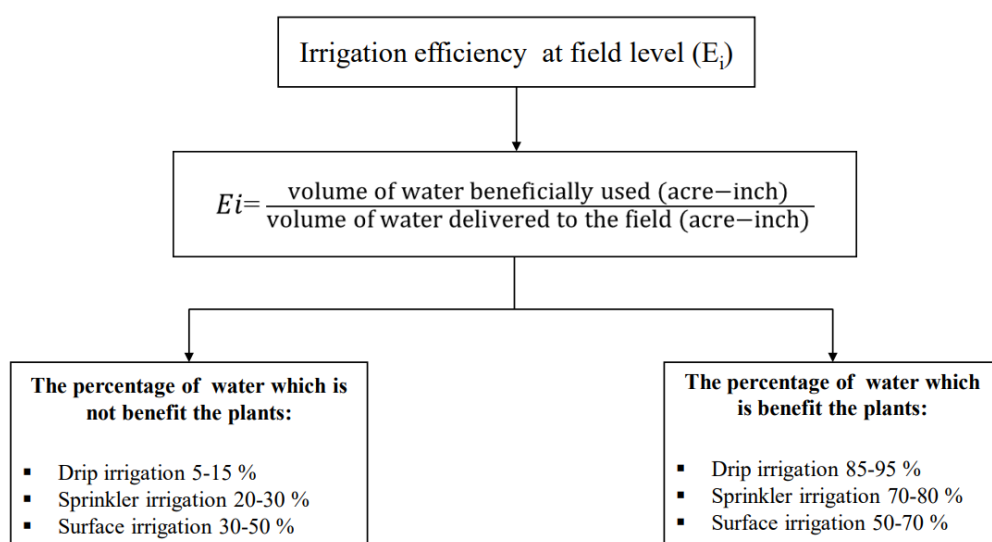 Irrigation efficiency at field level (Ei)
Ei= volume of water beneficially used (acre−inch)
volume of water delivered to the field (acre−inch)
The percentage of water which is
not benefit the plants:
▪ Drip irrigation 5-15 %
▪ Sprinkler irrigation 20-30 %
▪ Surface irrigation 30-50 %
The percentage of water which
is benefit the plants:
▪ Drip irrigation 85-95 %
▪ Sprinkler irrigation 70-80 %
▪ Surface irrigation 50-70 %